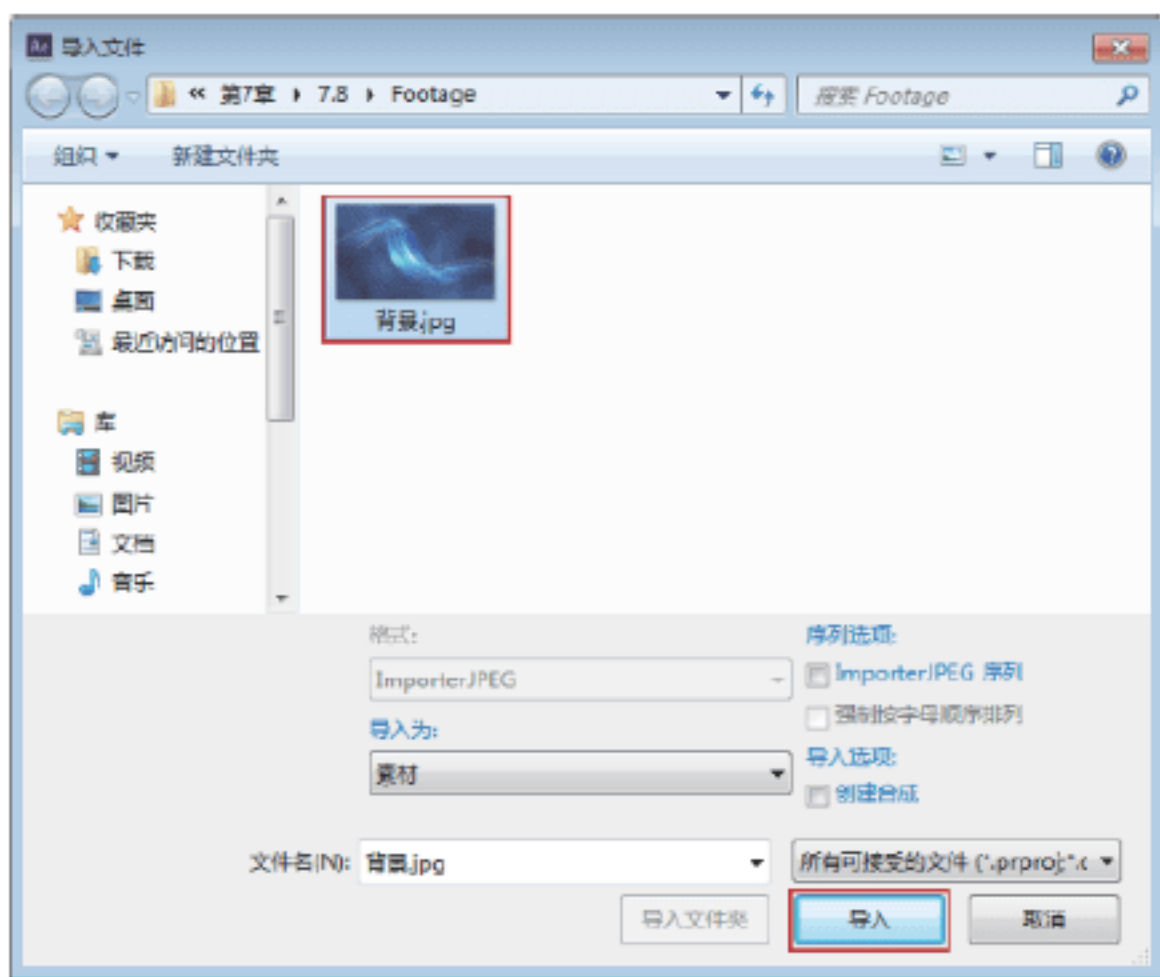 Ae 导入文件
« 第7章 ▸ 7.8 ▸ Footage
搜索 Footage
组织 新建文件夹
收藏夹
下载
桌面
最近访问的位置
库
视频
图片
文档
音乐
背景.jpg
格式:
ImporterJPEG
导入为:
素材
序列选项:
ImporterJPEG 序列
强制按字母顺序排列
导入选项:
创建合成
文件名(N): 背景.jpg
所有可接受的文件 (*.prproj;*.c
导入文件夹 导入 取消